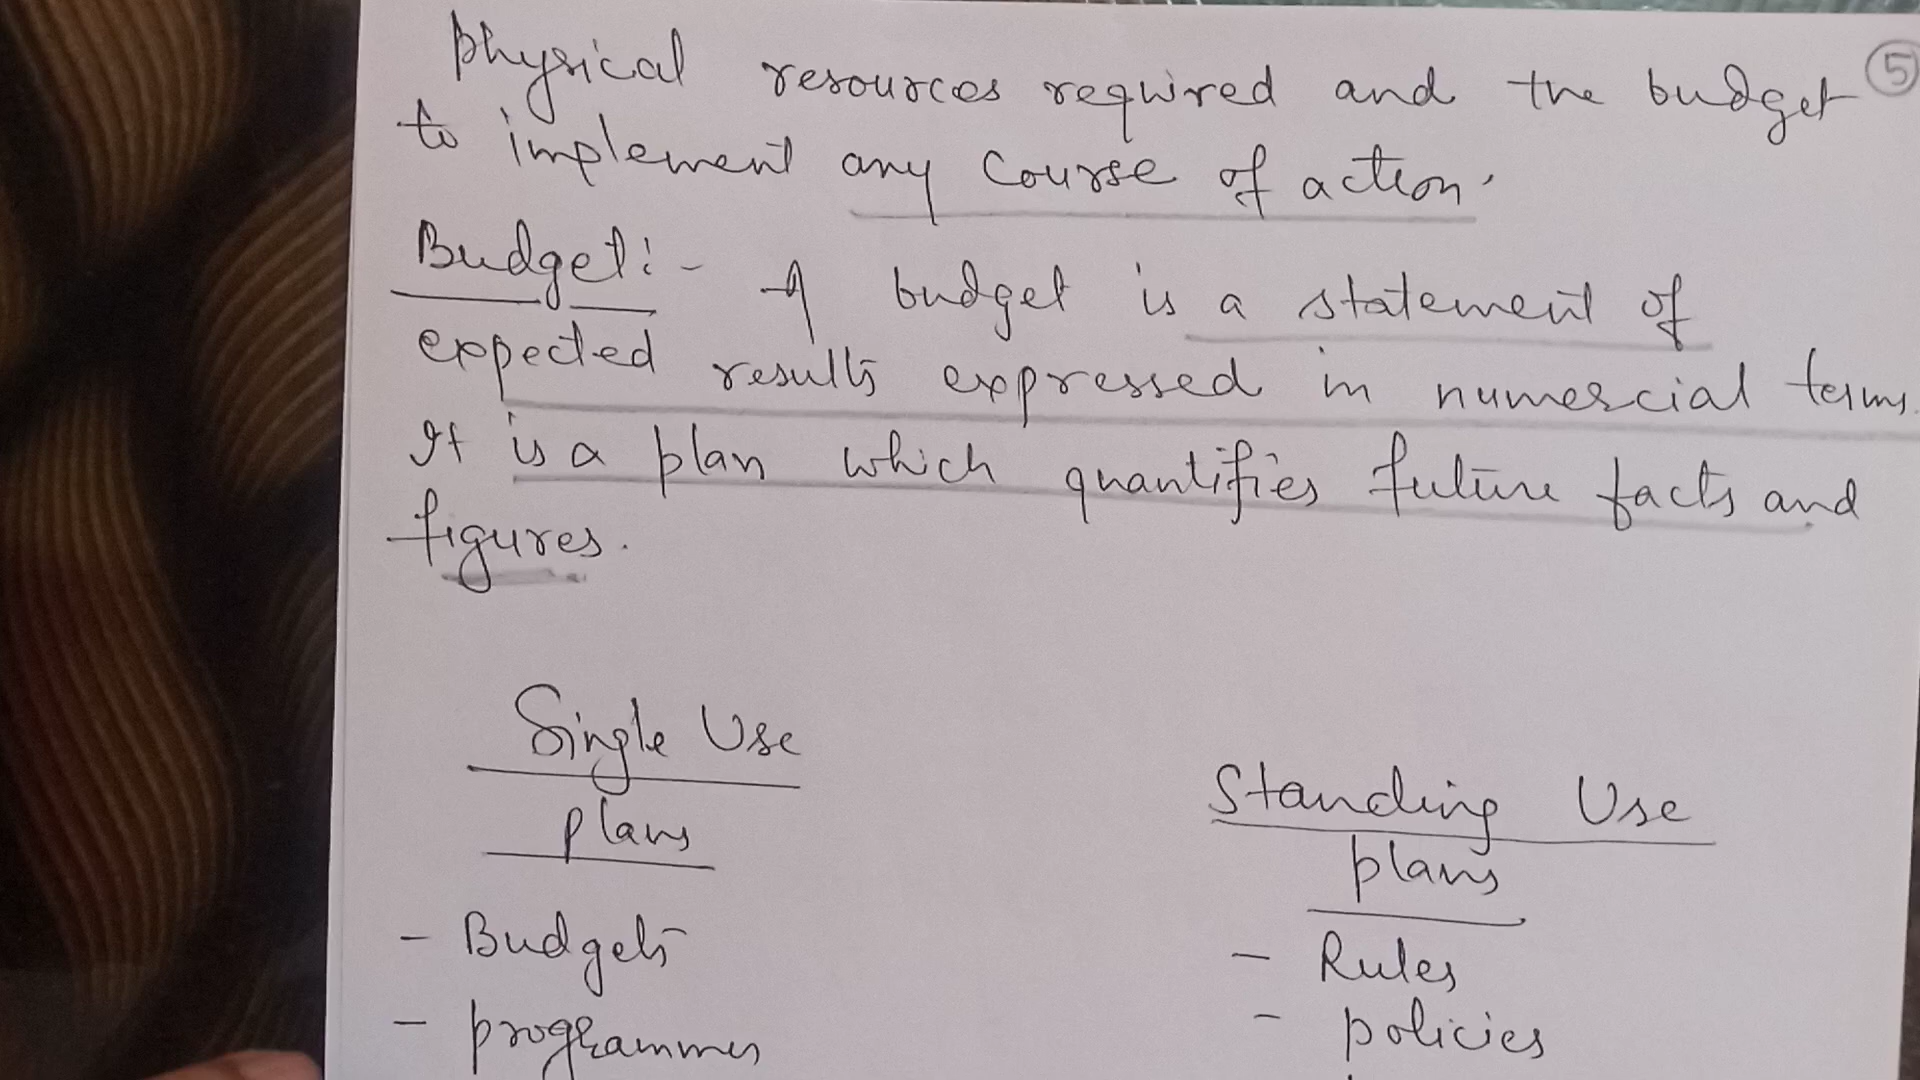 Physical resources required and the budget 5
to implement any course of action.
Budget:- A budget is a statement of
expected results expressed in numercial terms.
It is a plan which quantifies future facts and
figures.
Single Use
plans
- Budgets
- programmes
Standing Use
plans
- Rules
- policies